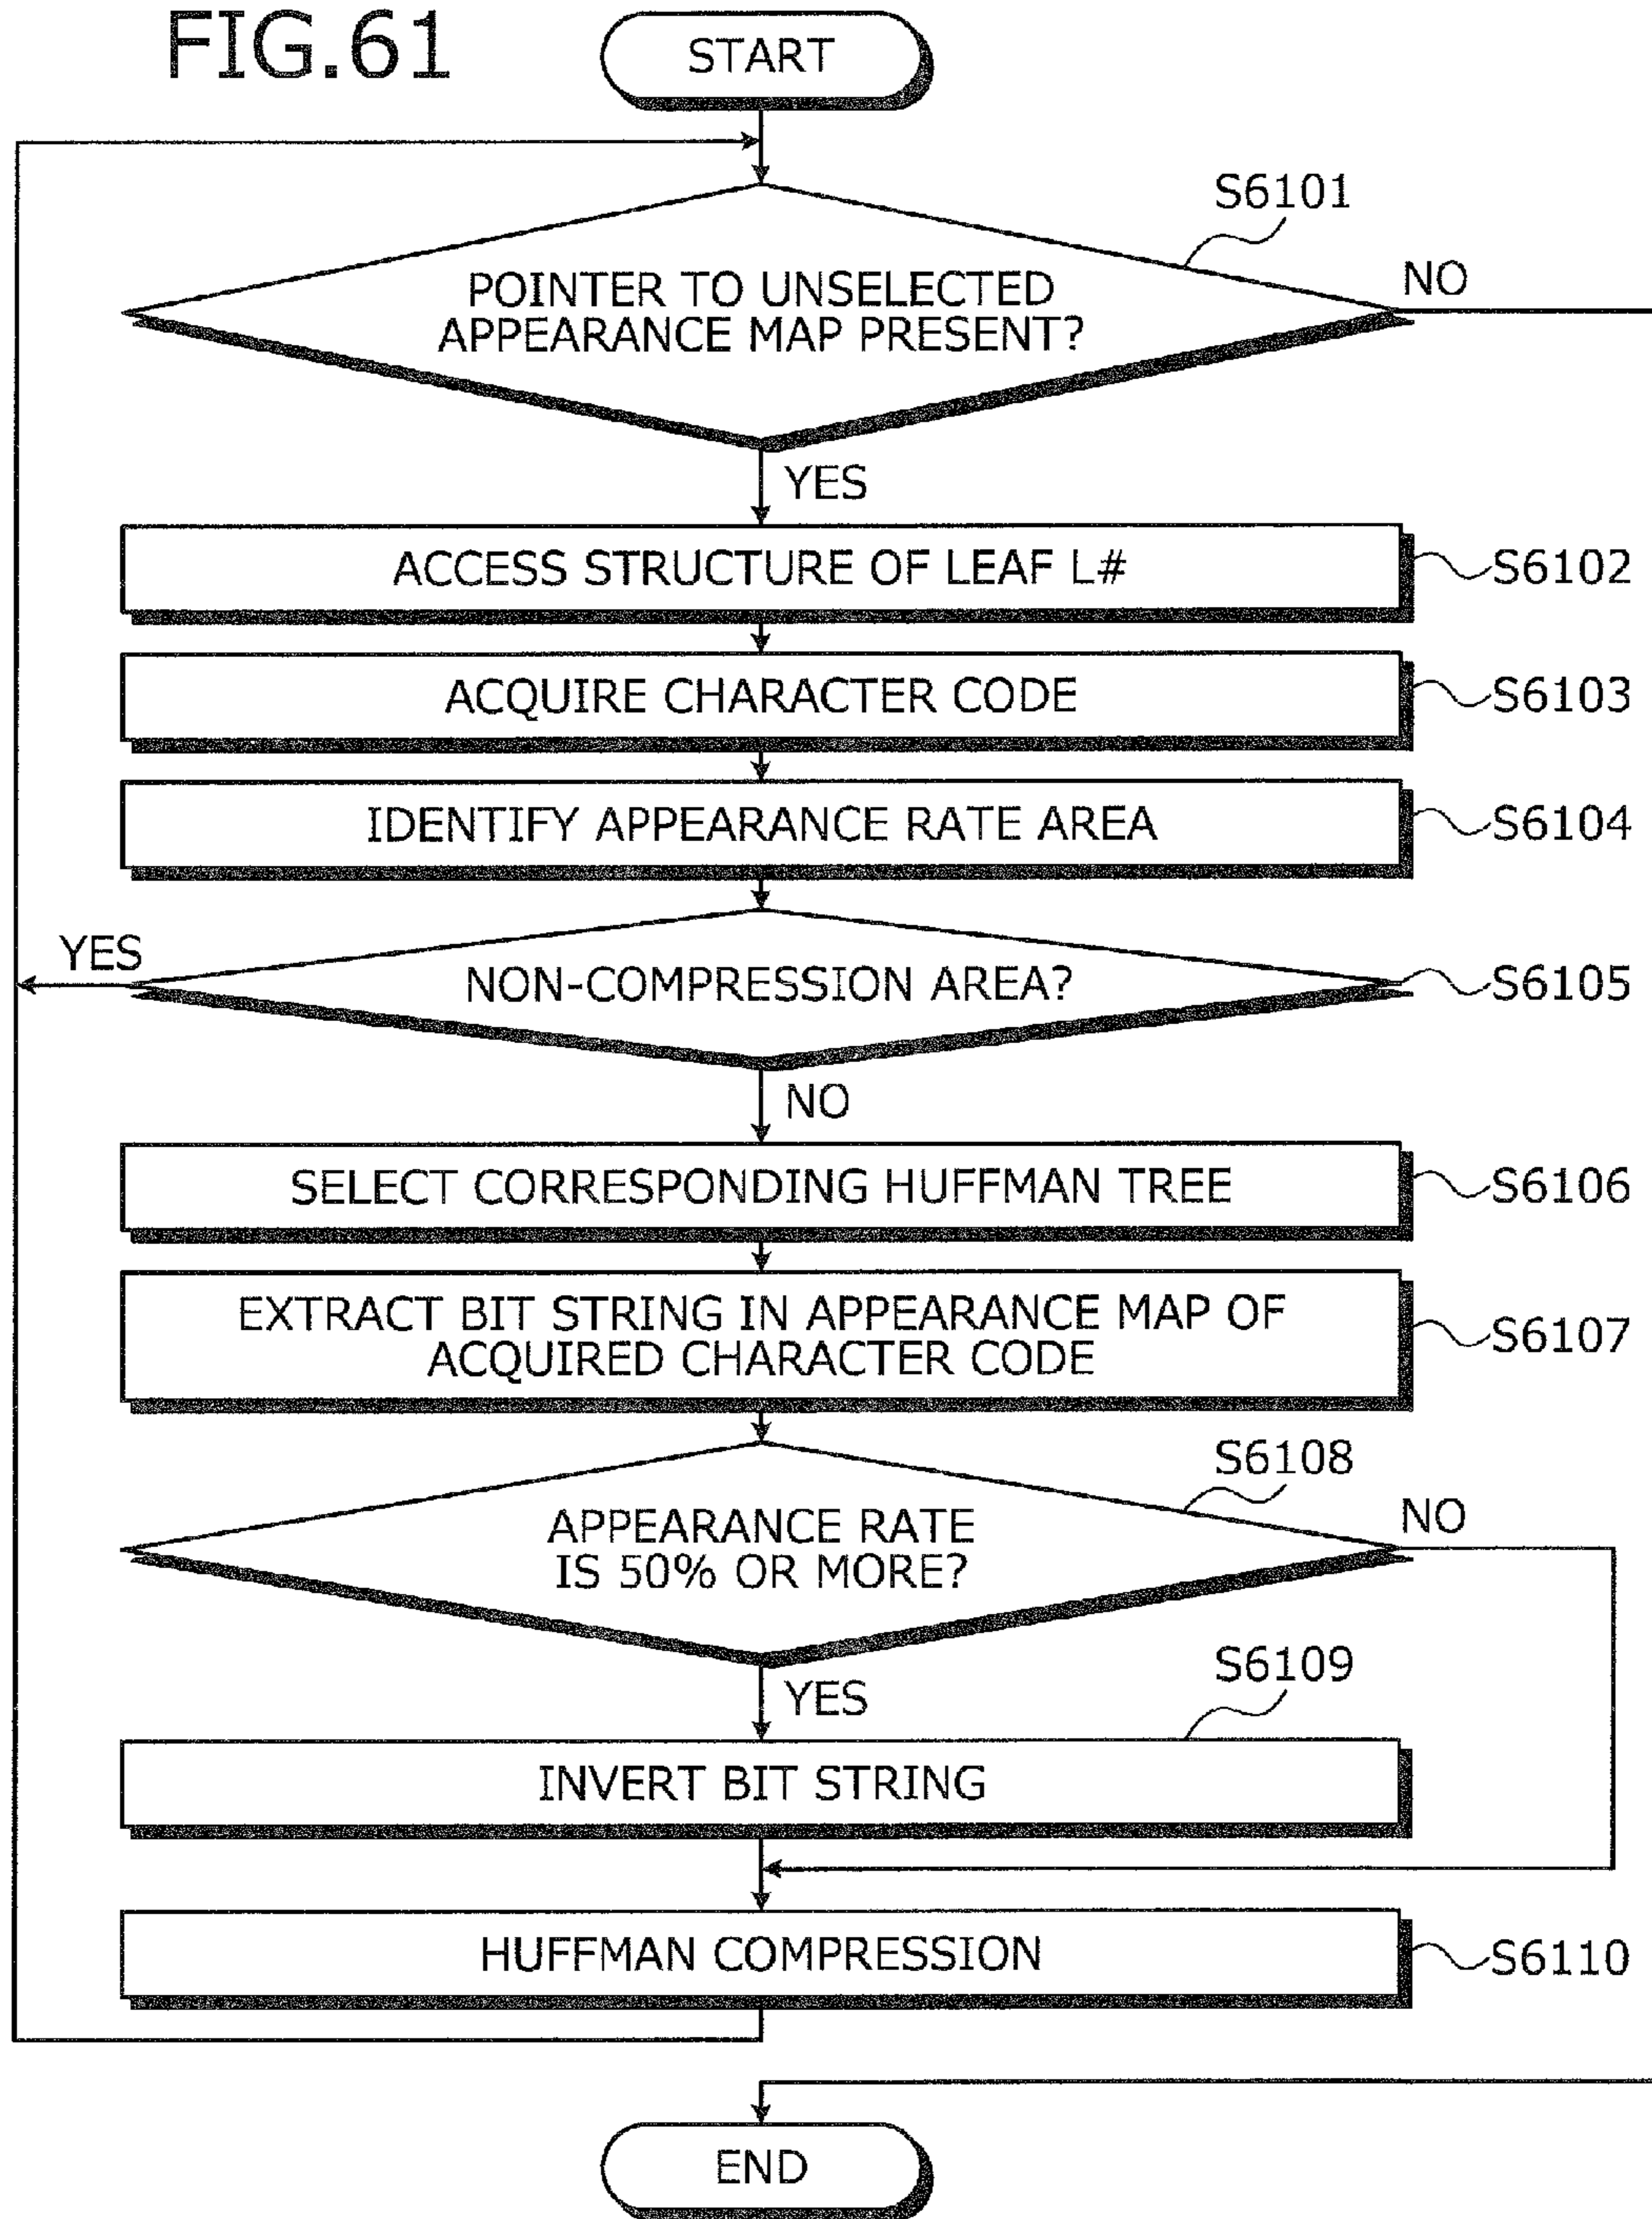 FIG.61
START
S6101
POINTER TO UNSELECTED
APPEARANCE MAP PRESENT?
NO
YES
ACCESS STRUCTURE OF LEAF L#
S6102
ACQUIRE CHARACTER CODE
S6103
IDENTIFY APPEARANCE RATE AREA
S6104
YES
NON-COMPRESSION AREA?
S6105
NO
SELECT CORRESPONDING HUFFMAN TREE
S6106
EXTRACT BIT STRING IN APPEARANCE MAP OF
ACQUIRED CHARACTER CODE
S6107
S6108
APPEARANCE RATE
IS 50% OR MORE?
NO
YES
S6109
INVERT BIT STRING
HUFFMAN COMPRESSION
S6110
END